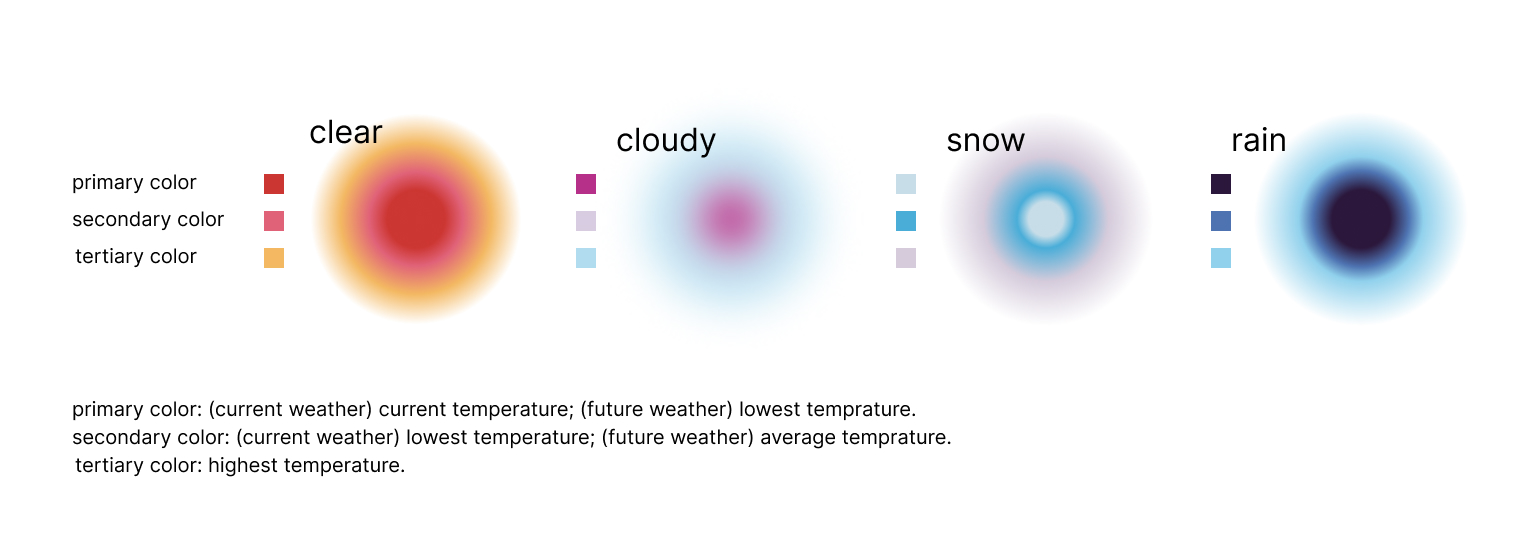 clear
cloudy
snow
rain
primary color
secondary color
tertiary color
primary color: (current weather) current temperature; (future weather) lowest temprature.
secondary color: (current weather) lowest temperature; (future weather) average temprature.
tertiary color: highest temperature.